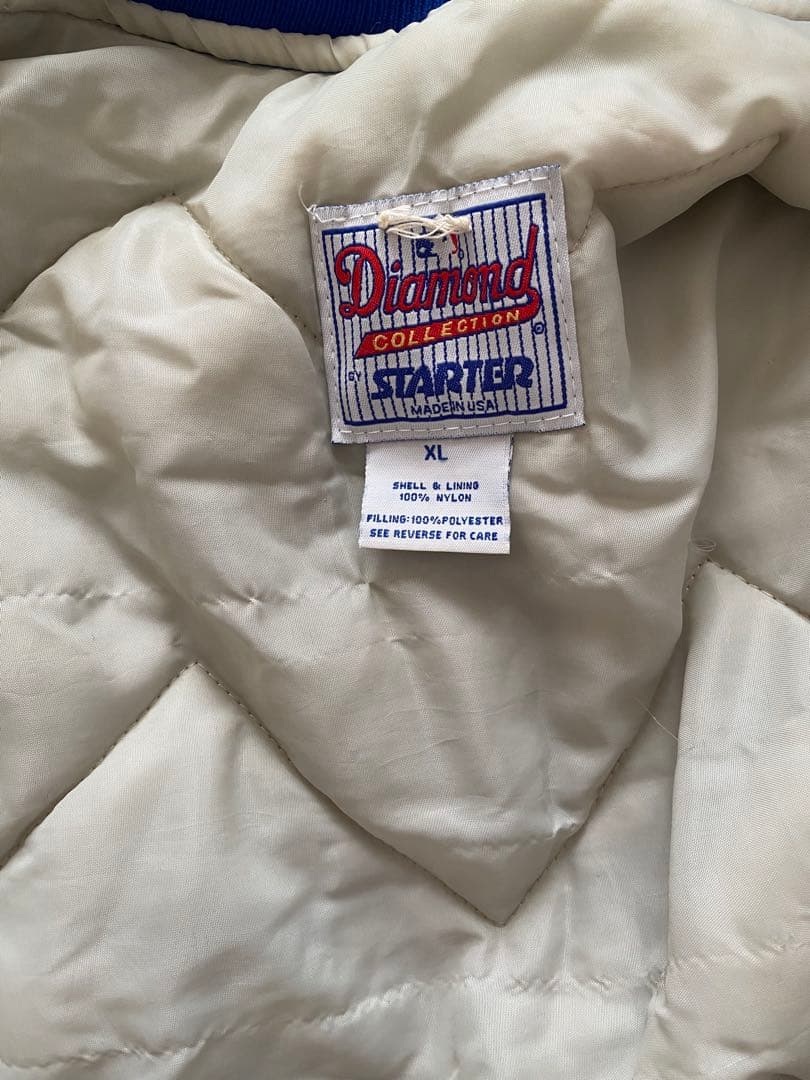 Diamond
COLLECTION
BY STARTER ®
MADE IN USA
XL
SHELL & LINING
100% NYLON
FILLING: 100% POLYESTER
SEE REVERSE FOR CARE